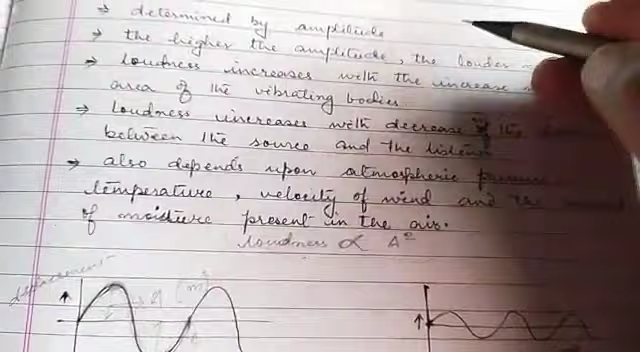 → determined by amplitude
→ the higher the amplitude, the louder
→ loudness increases with the increase
area of the vibrating bodies.
→ loudness increases with decrease of the
between the source and the listener
→ also depends upon atmospheric pressure
temperature, velocity of wind and the
of moisture present in the air.
loudness ∝ A²
displacement